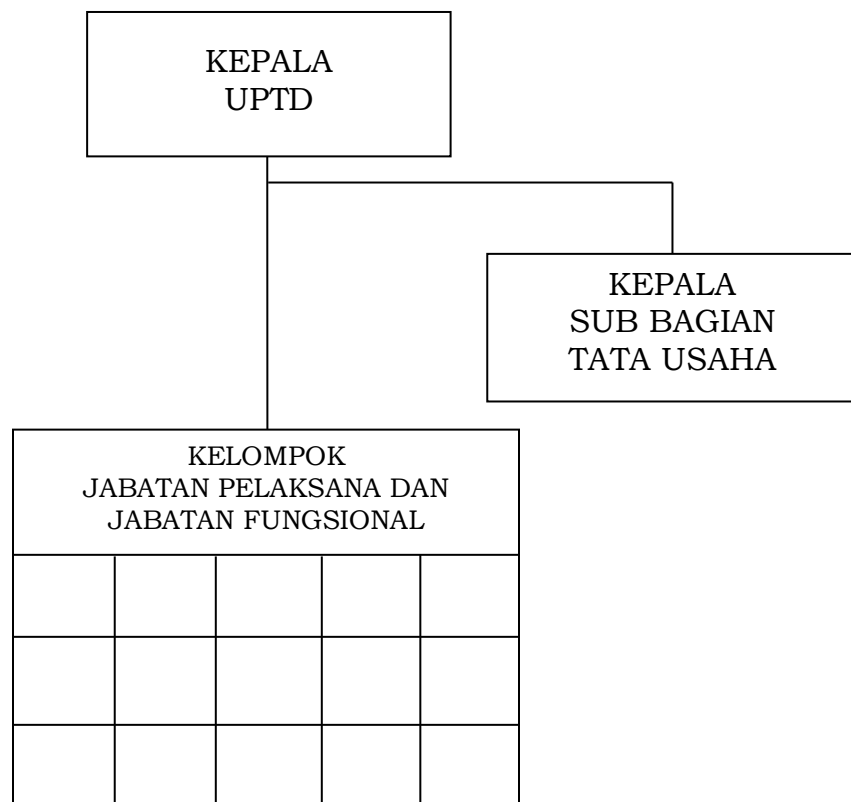 KEPALA
UPTD
KEPALA
SUB BAGIAN
TATA USAHA
KELOMPOK
JABATAN PELAKSANA DAN
JABATAN FUNGSIONAL